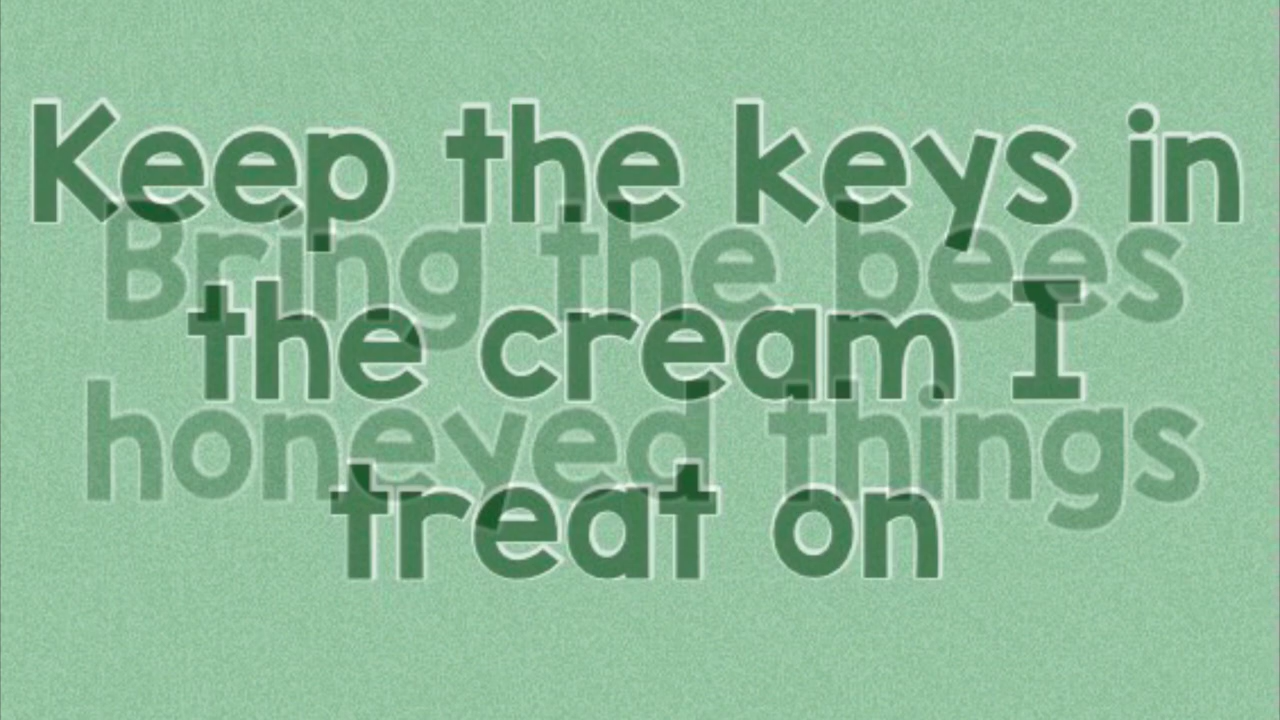 Keep the keys in
Bring the bees
the cream I
honeyed things
treat on